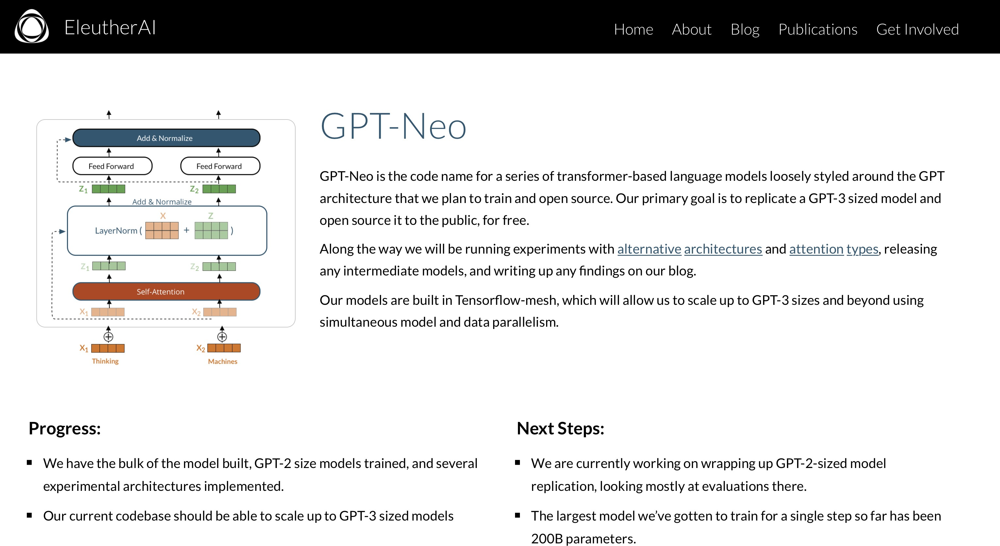 EleutherAI
Home About Blog Publications Get Involved
Add & Normalize
Feed Forward Feed Forward
Z1 Z2
Add & Normalize
X Z
LayerNorm ( + )
Z1 Z2
Self-Attention
X1 X2
X1 X2
Thinking Machines
GPT-Neo
GPT-Neo is the code name for a series of transformer-based language models loosely styled around the GPT
architecture that we plan to train and open source. Our primary goal is to replicate a GPT-3 sized model and
open source it to the public, for free.
Along the way we will be running experiments with alternative architectures and attention types, releasing
any intermediate models, and writing up any findings on our blog.
Our models are built in Tensorflow-mesh, which will allow us to scale up to GPT-3 sizes and beyond using
simultaneous model and data parallelism.
Progress:
▪ We have the bulk of the model built, GPT-2 size models trained, and several
experimental architectures implemented.
▪ Our current codebase should be able to scale up to GPT-3 sized models
Next Steps:
▪ We are currently working on wrapping up GPT-2-sized model
replication, looking mostly at evaluations there.
▪ The largest model we’ve gotten to train for a single step so far has been
200B parameters.